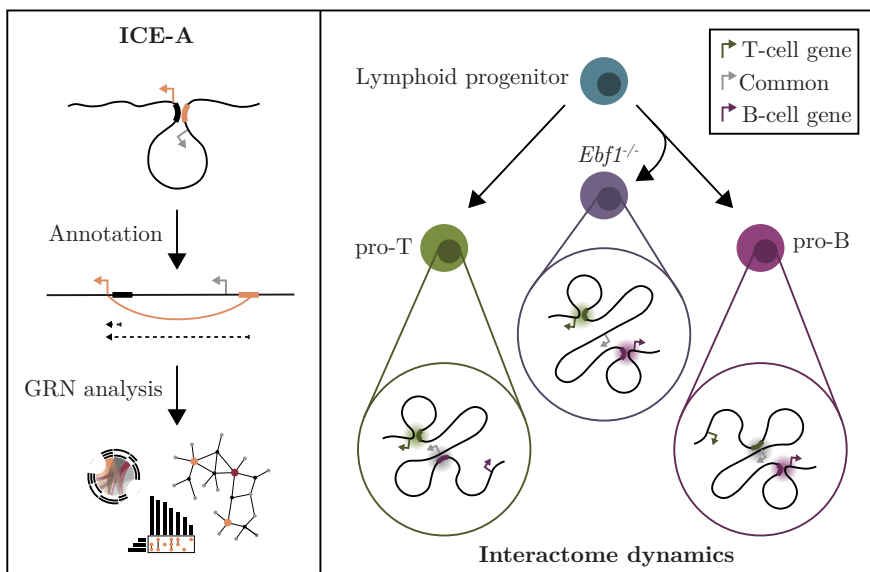 ICE-A
Annotation
GRN analysis
Lymphoid progenitor
T-cell gene
Common
B-cell gene
Ebf1-/-
pro-T
pro-B
Interactome dynamics